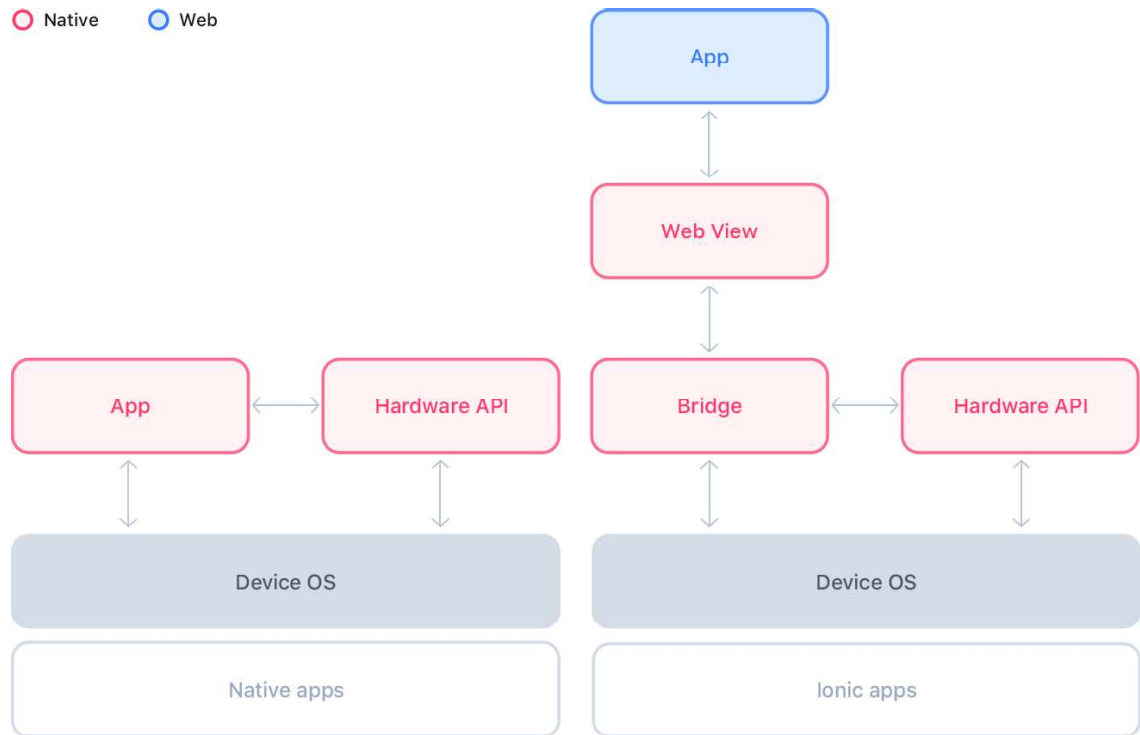 Native
Web
App
Web View
App
Hardware API
Bridge
Hardware API
Device OS
Device OS
Native apps
Ionic apps